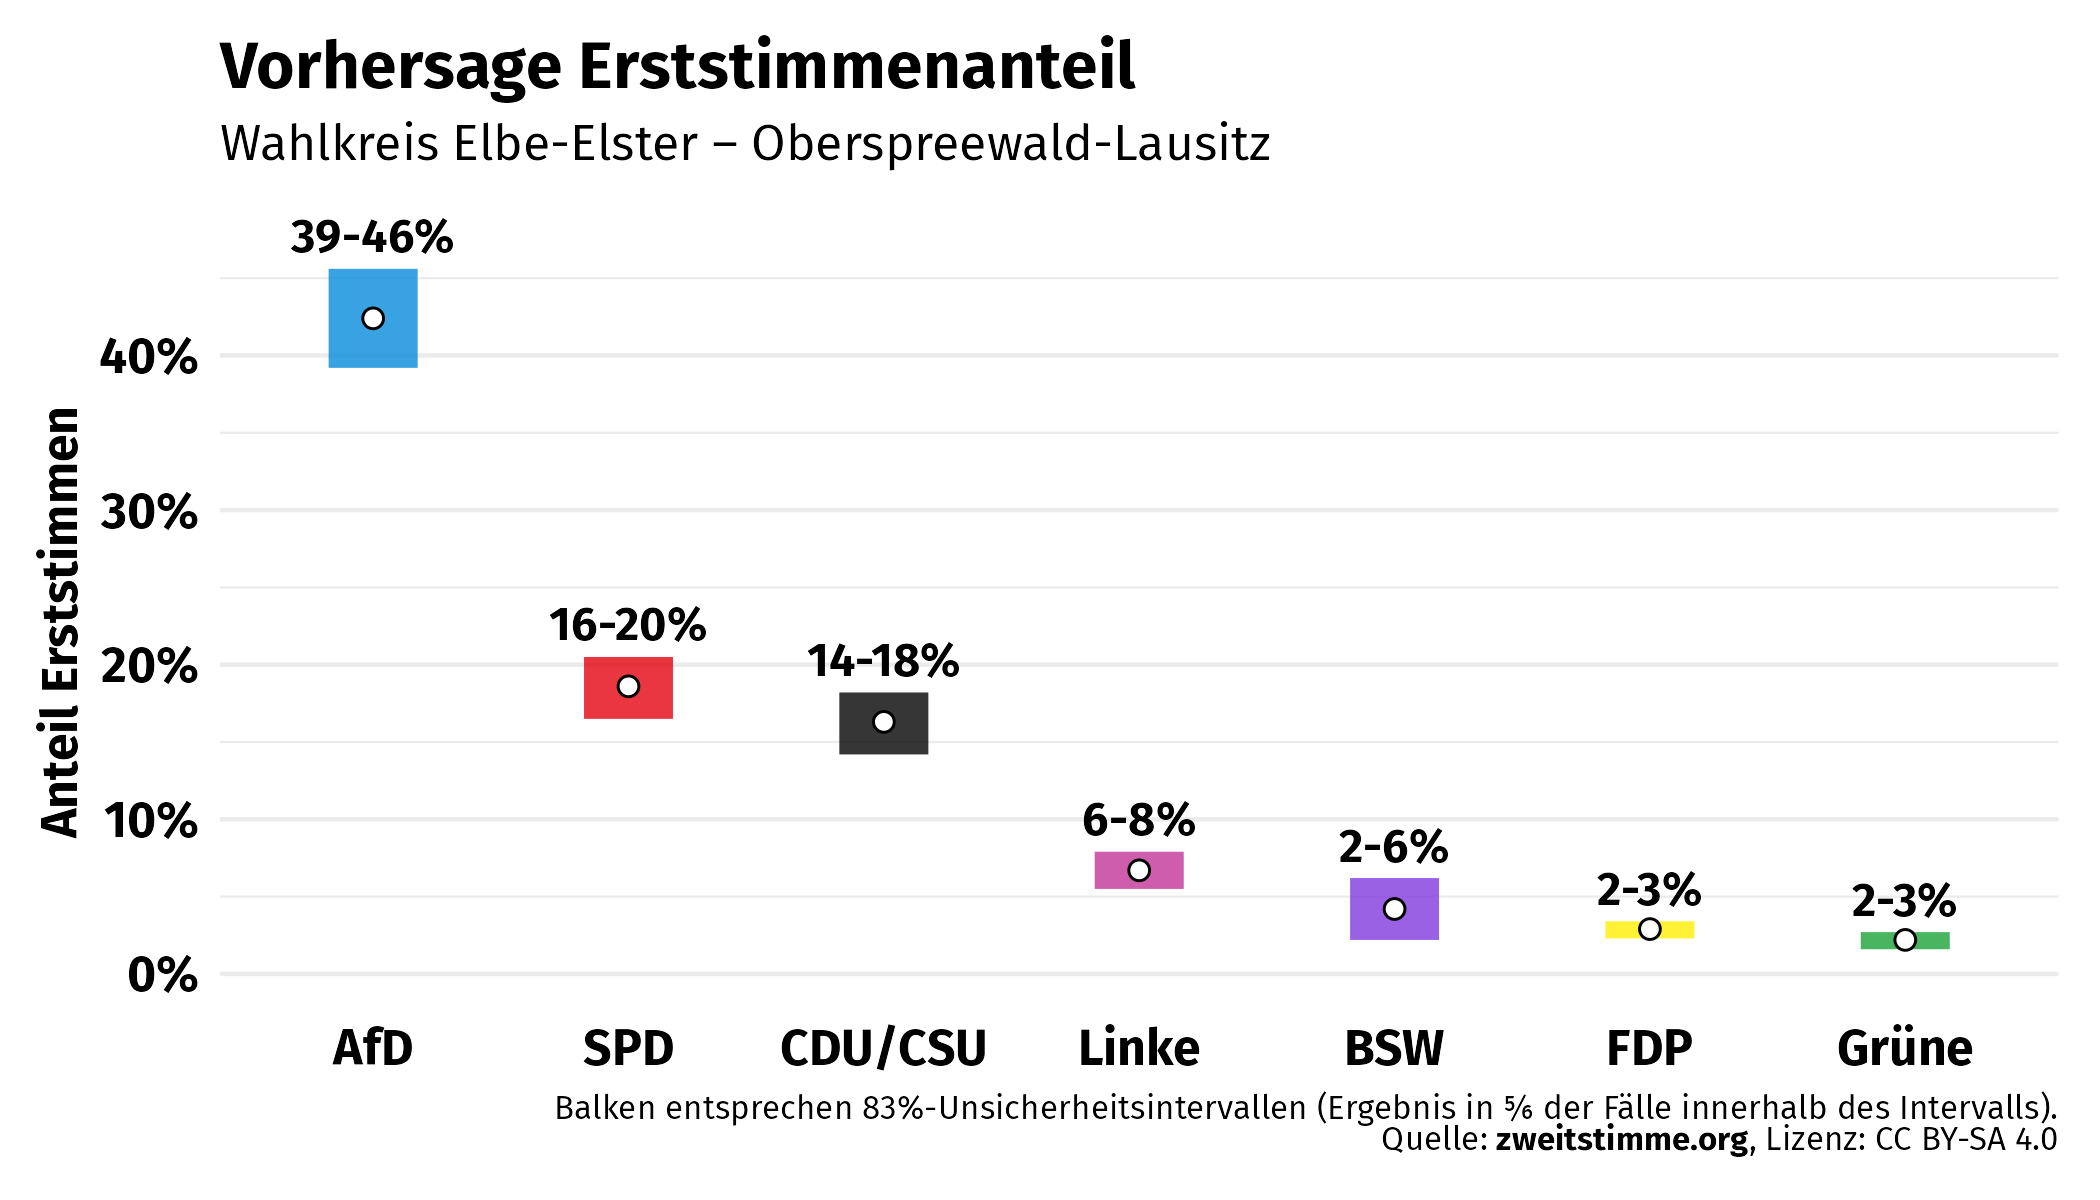 Vorhersage Erststimmenanteil
Wahlkreis Elbe-Elster – Oberspreewald-Lausitz
Anteil Erststimmen
40%
30%
20%
10%
0%
39-46%
16-20%
14-18%
6-8%
2-6%
2-3%
2-3%
AfD
SPD
CDU/CSU
Linke
BSW
FDP
Grüne
Balken entsprechen 83%-Unsicherheitsintervallen (Ergebnis in ⅚ der Fälle innerhalb des Intervalls).
Quelle: zweitstimme.org, Lizenz: CC BY-SA 4.0